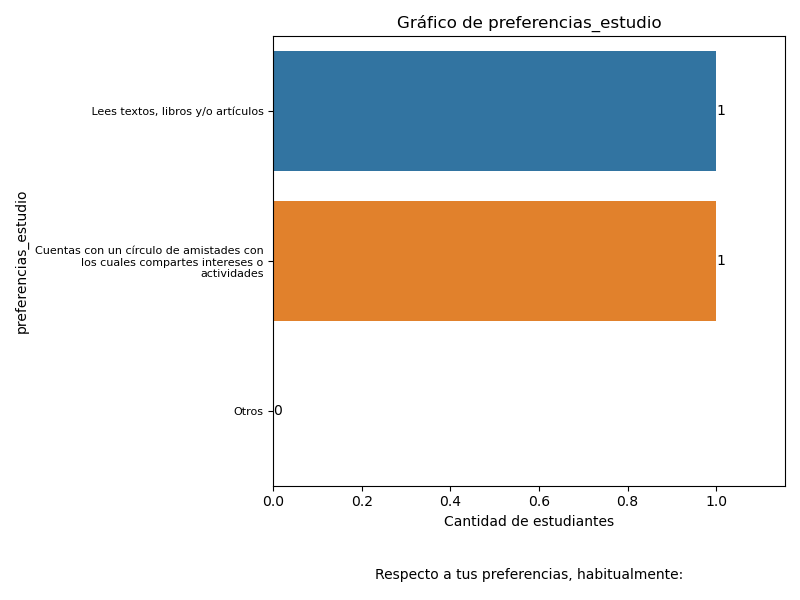 Gráfico de preferencias_estudio
preferencias_estudio
Lees textos, libros y/o artículos
1
Cuentas con un círculo de amistades con
los cuales compartes intereses o
actividades
1
Otros
0
0.0 0.2 0.4 0.6 0.8 1.0
Cantidad de estudiantes
Respecto a tus preferencias, habitualmente: